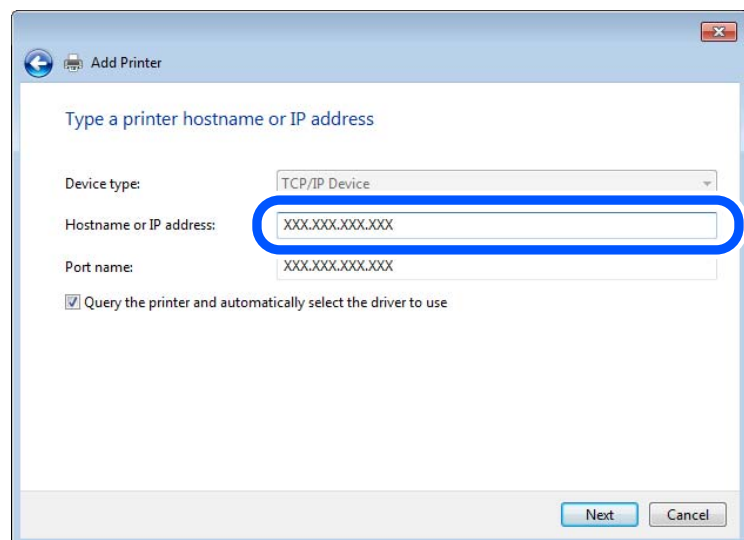 Add Printer
Type a printer hostname or IP address
Device type: TCP/IP Device
Hostname or IP address: XXX.XXX.XXX.XXX
Port name: XXX.XXX.XXX.XXX
Query the printer and automatically select the driver to use
Next Cancel